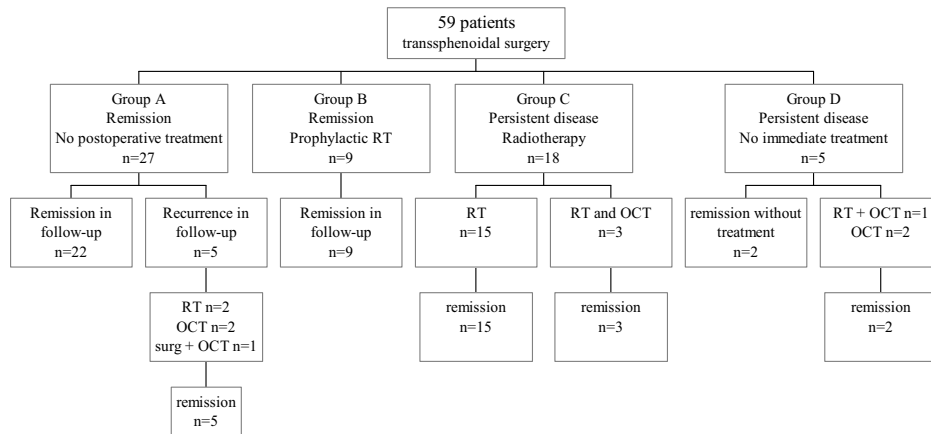 59 patients
transsphenoidal surgery
Group A
Remission
No postoperative treatment
n=27
Group B
Remission
Prophylactic RT
n=9
Group C
Persistent disease
Radiotherapy
n=18
Group D
Persistent disease
No immediate treatment
n=5
Remission in
follow-up
n=22
Recurrence in
follow-up
n=5
Remission in
follow-up
n=9
RT
n=15
RT and OCT
n=3
remission without
treatment
n=2
RT + OCT n=1
OCT n=2
RT n=2
OCT n=2
surg + OCT n=1
remission
n=15
remission
n=3
remission
n=2
remission
n=5